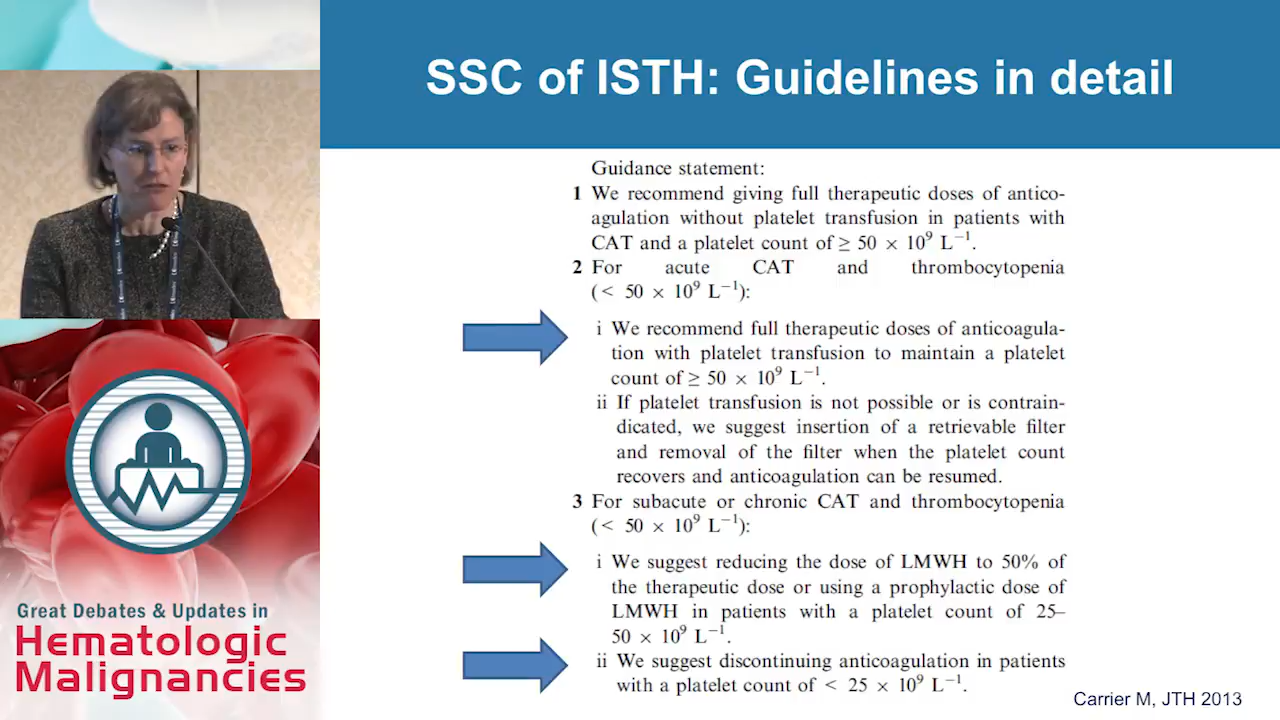 SSC of ISTH: Guidelines in detail
Guidance statement:
1 We recommend giving full therapeutic doses of antico-
agulation without platelet transfusion in patients with
CAT and a platelet count of ≥ 50 × 10⁹ L⁻¹.
2 For acute CAT and thrombocytopenia
(< 50 × 10⁹ L⁻¹):
i We recommend full therapeutic doses of anticoagula-
tion with platelet transfusion to maintain a platelet
count of ≥ 50 × 10⁹ L⁻¹.
ii If platelet transfusion is not possible or is contrain-
dicated, we suggest insertion of a retrievable filter
and removal of the filter when the platelet count
recovers and anticoagulation can be resumed.
3 For subacute or chronic CAT and thrombocytopenia
(< 50 × 10⁹ L⁻¹):
i We suggest reducing the dose of LMWH to 50% of
the therapeutic dose or using a prophylactic dose of
LMWH in patients with a platelet count of 25–
50 × 10⁹ L⁻¹.
ii We suggest discontinuing anticoagulation in patients
with a platelet count of < 25 × 10⁹ L⁻¹.
Carrier M, JTH 2013
Great Debates & Updates in
Hematologic
Malignancies